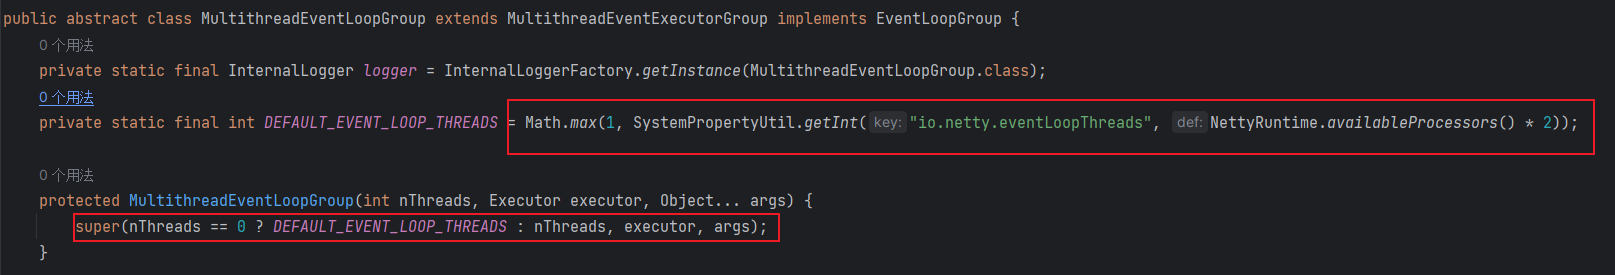 public abstract class MultithreadEventLoopGroup extends MultithreadEventExecutorGroup implements EventLoopGroup {
0 个用法
private static final InternalLogger logger = InternalLoggerFactory.getInstance(MultithreadEventLoopGroup.class);
0 个用法
private static final int DEFAULT_EVENT_LOOP_THREADS = Math.max(1, SystemPropertyUtil.getInt( key: "io.netty.eventLoopThreads", def: NettyRuntime.availableProcessors() * 2));
0 个用法
protected MultithreadEventLoopGroup(int nThreads, Executor executor, Object... args) {
super(nThreads == 0 ? DEFAULT_EVENT_LOOP_THREADS : nThreads, executor, args);
}